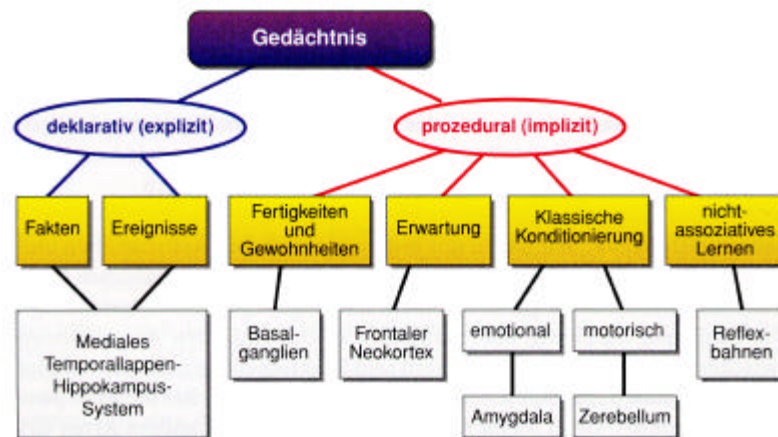 Gedächtnis
deklarativ (explizit)
prozedural (implizit)
Fakten
Ereignisse
Fertigkeiten
und
Gewohnheiten
Erwartung
Klassische
Konditionierung
nicht-
assoziatives
Lernen
Mediales
Temporallappen-
Hippokampus-
System
Basal-
ganglien
Frontaler
Neokortex
emotional
motorisch
Reflex-
bahnen
Amygdala
Zerebellum